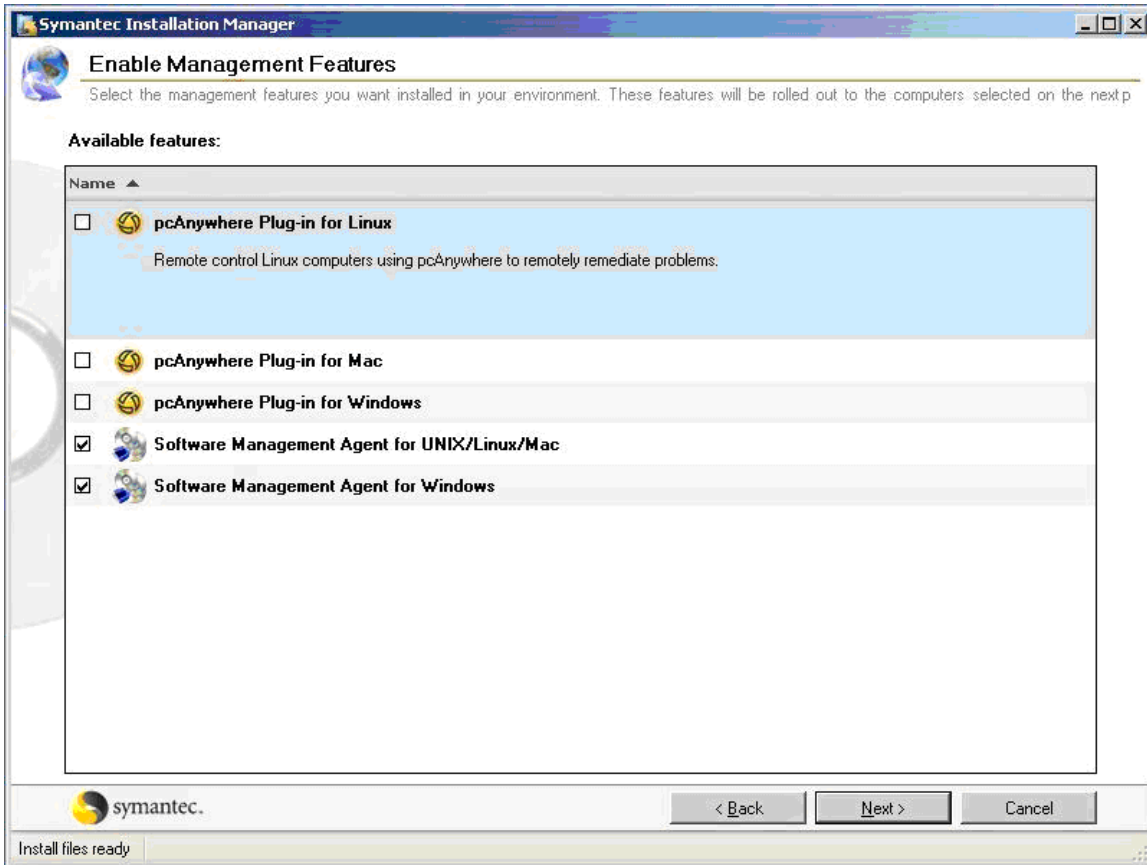 Symantec Installation Manager
Enable Management Features
Select the management features you want installed in your environment. These features will be rolled out to the computers selected on the next p
Available features:
Name
pcAnywhere Plug-in for Linux
Remote control Linux computers using pcAnywhere to remotely remediate problems.
pcAnywhere Plug-in for Mac
pcAnywhere Plug-in for Windows
Software Management Agent for UNIX/Linux/Mac
Software Management Agent for Windows
symantec.
< Back
Next >
Cancel
Install files ready